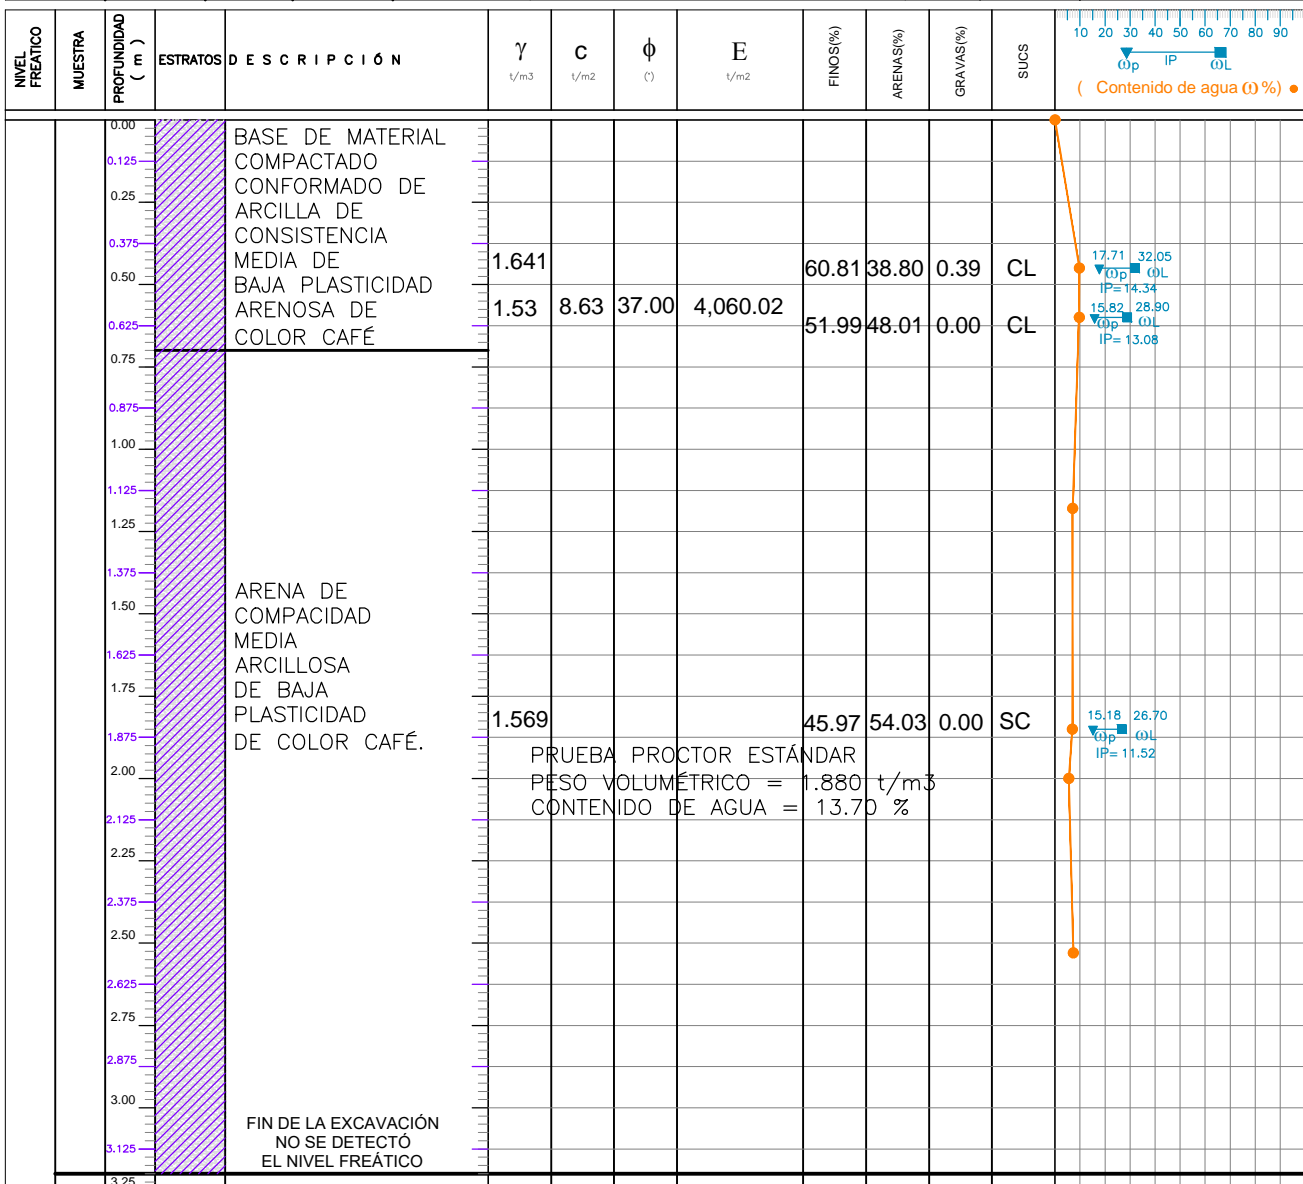 NIVEL FREATICO
MUESTRA
PROFUNDIDAD ( m )
ESTRATOS
DESCRIPCIÓN
γ t/m3
c t/m2
ϕ (°)
E t/m2
FINOS(%)
ARENAS(%)
GRAVAS(%)
SUCS
10 20 30 40 50 60 70 80 90
ωp IP ωL
( Contenido de agua ω %)
0.00
0.125
0.25
0.375
0.50
0.625
0.75
0.875
1.00
1.125
1.25
1.375
1.50
1.625
1.75
1.875
2.00
2.125
2.25
2.375
2.50
2.625
2.75
2.875
3.00
3.125
3.25
BASE DE MATERIAL
COMPACTADO
CONFORMADO DE
ARCILLA DE
CONSISTENCIA
MEDIA DE
BAJA PLASTICIDAD
ARENOSA DE
COLOR CAFÉ
1.641 60.81 38.80 0.39 CL
17.71 32.05
ωp ωL
IP= 14.34
1.53 8.63 37.00 4,060.02
51.99 48.01 0.00 CL
15.82 28.90
ωp ωL
IP= 13.08
ARENA DE
COMPACIDAD
MEDIA
ARCILLOSA
DE BAJA
PLASTICIDAD
DE COLOR CAFÉ.
1.569 45.97 54.03 0.00 SC
15.18 26.70
ωp ωL
IP= 11.52
PRUEBA PROCTOR ESTÁNDAR
PESO VOLUMÉTRICO = 1.880 t/m3
CONTENIDO DE AGUA = 13.70 %
FIN DE LA EXCAVACIÓN
NO SE DETECTÓ
EL NIVEL FREÁTICO